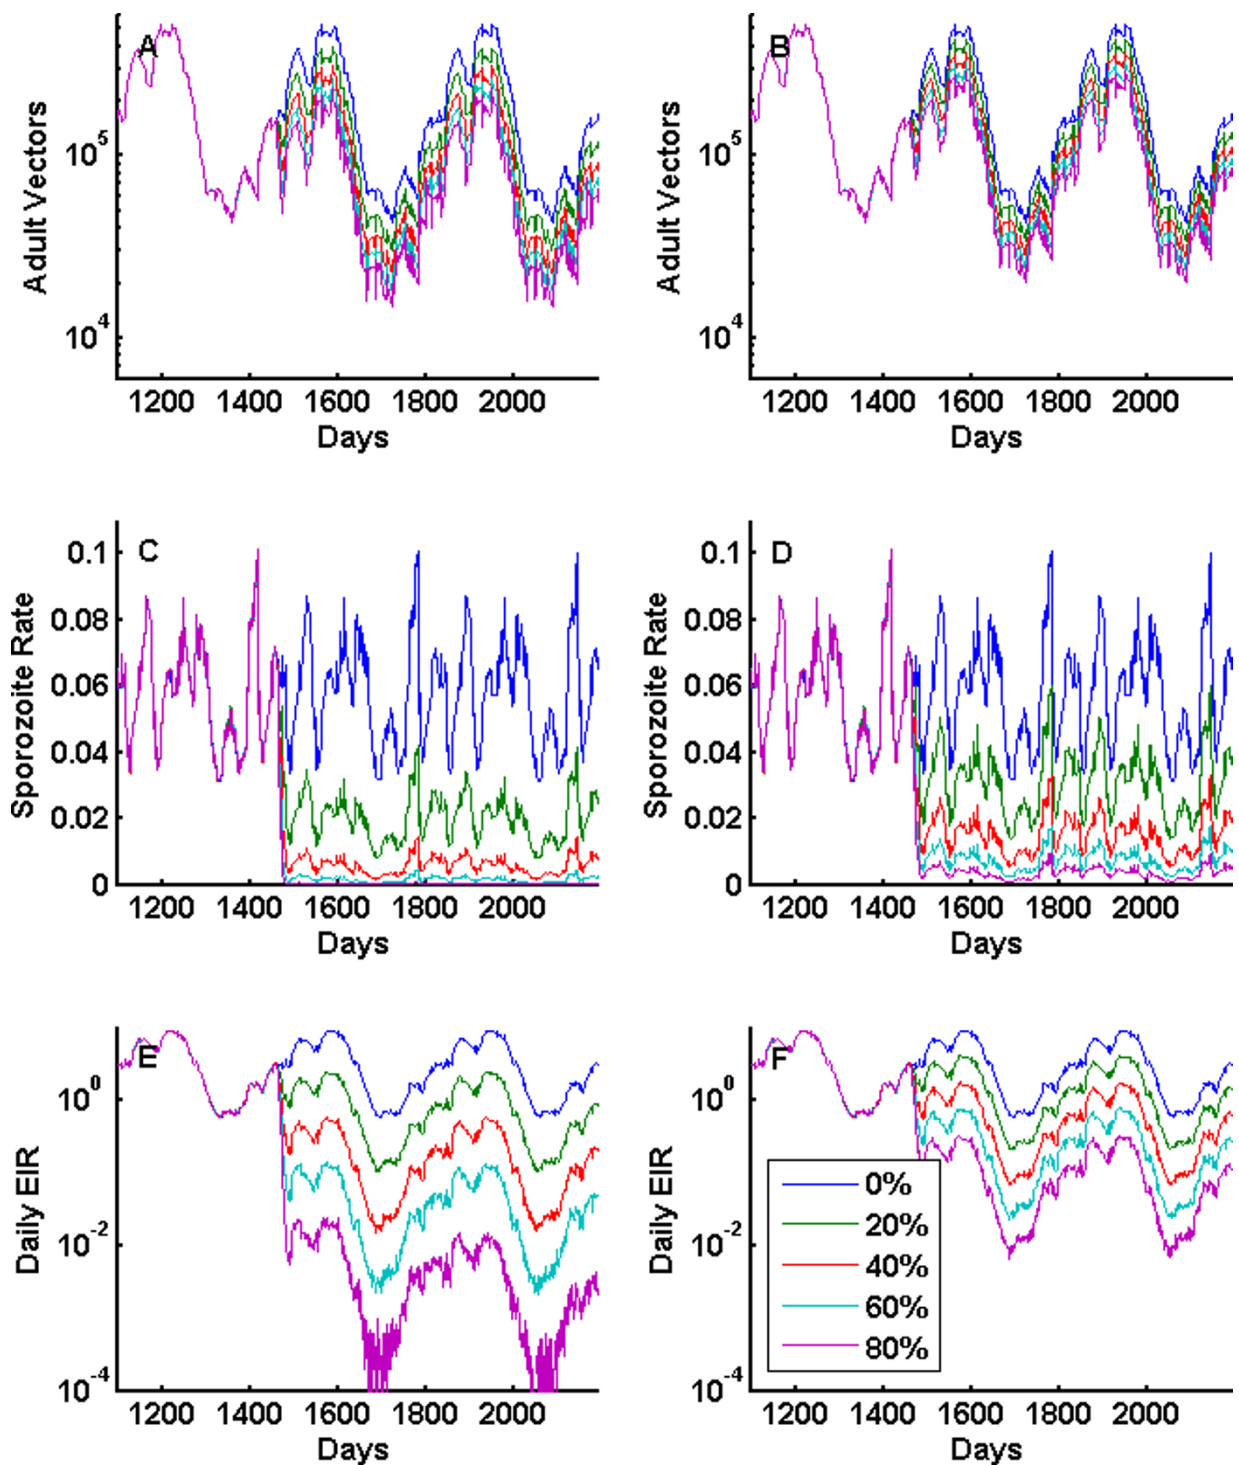 A
Adult Vectors
10^5
10^4
1200 1400 1600 1800 2000
Days
B
Adult Vectors
10^5
10^4
1200 1400 1600 1800 2000
Days
C
Sporozoite Rate
0.1
0.08
0.06
0.04
0.02
0
1200 1400 1600 1800 2000
Days
D
Sporozoite Rate
0.1
0.08
0.06
0.04
0.02
0
1200 1400 1600 1800 2000
Days
E
Daily EIR
10^0
10^-2
10^-4
1200 1400 1600 1800 2000
Days
F
Daily EIR
10^0
10^-2
10^-4
0%
20%
40%
60%
80%
1200 1400 1600 1800 2000
Days